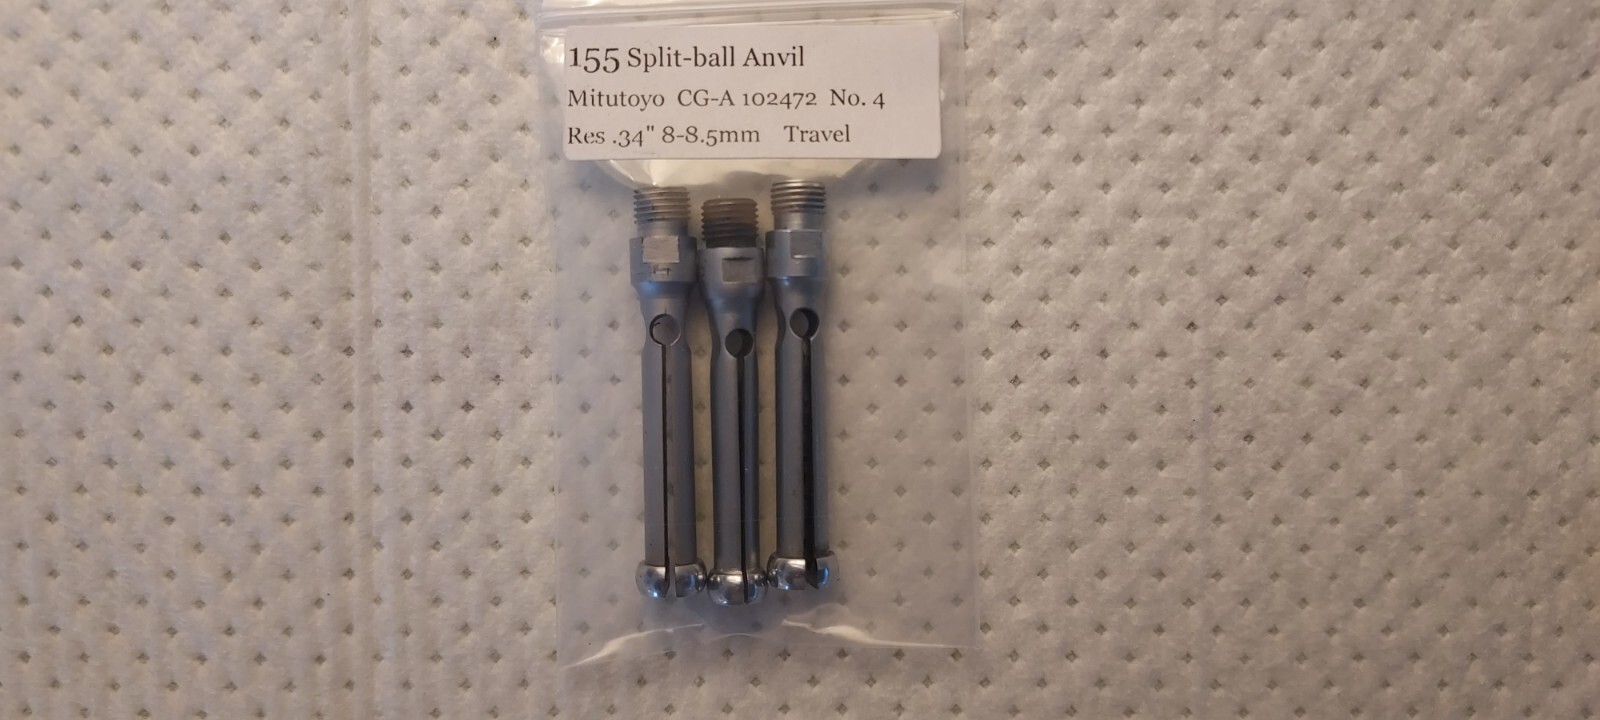 155 Split-ball Anvil
Mitutoyo CG-A 102472 No. 4
Res .34" 8-8.5mm Travel